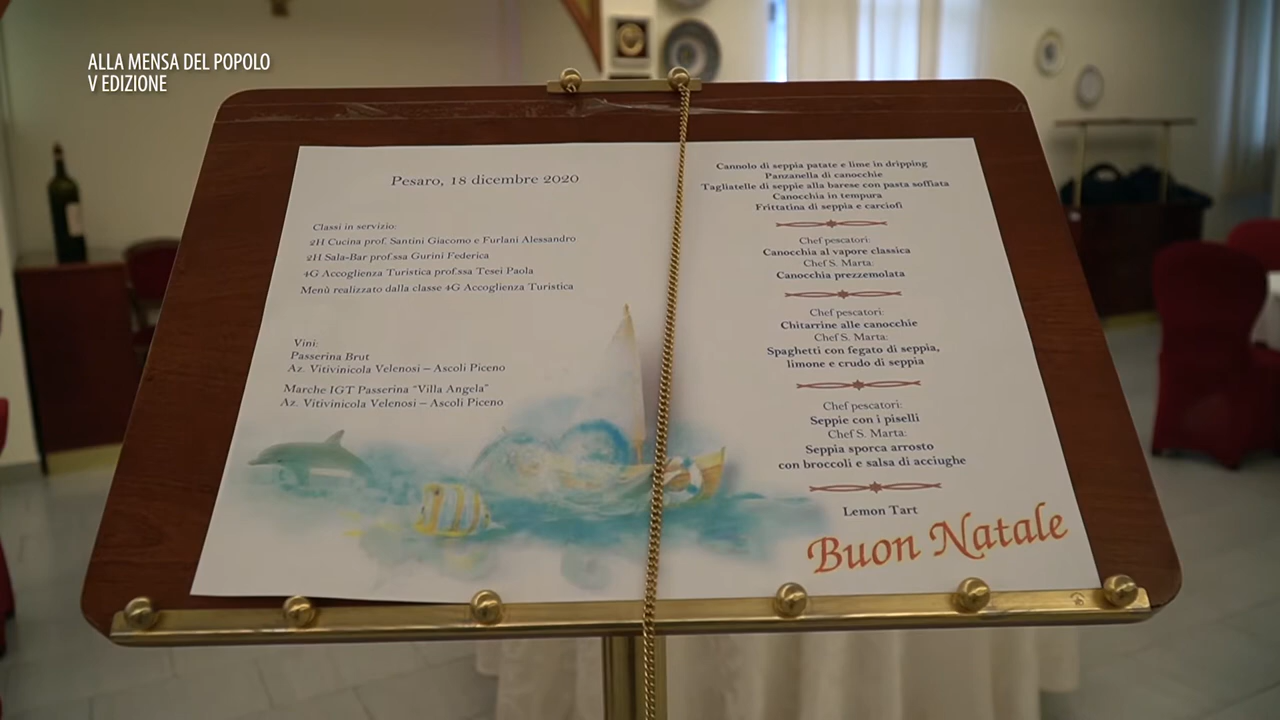 ALLA MENSA DEL POPOLO
V EDIZIONE
Pesaro, 18 dicembre 2020
Classi in servizio:
2H Cucina prof. Santini Giacomo e Furlani Alessandro
2H Sala-Bar prof.ssa Gurini Federica
4G Accoglienza Turistica prof.ssa Tesei Paola
Menù realizzato dalla classe 4G Accoglienza Turistica
Vini:
Passerina Brut
Az. Vitivinicola Velenosi – Ascoli Piceno
Marche IGT Passerina “Villa Angela”
Az. Vitivinicola Velenosi – Ascoli Piceno
Cannolo di seppia patate e lime in dripping
Panzanella di canocchie
Tagliatelle di seppie alla barese con pasta soffiata
Canocchia in tempura
Frittatina di seppia e carciofi
Chef pescatori:
Canocchia al vapore classica
Chef S. Marta:
Canocchia prezzemolata
Chef pescatori:
Chitarrine alle canocchie
Chef S. Marta:
Spaghetti con fegato di seppia,
limone e crudo di seppia
Chef pescatori:
Seppie con i piselli
Chef S. Marta:
Seppia sporca arrosto
con broccoli e salsa di acciughe
Lemon Tart
Buon Natale